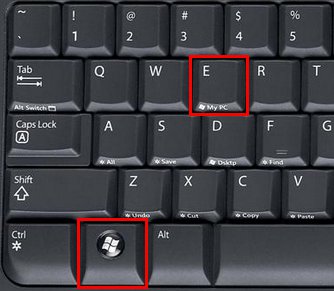 ~ ! @ # $ %
` 1 2 3 4 5
Tab Q W E R T
Alt Switch My PC
Caps Lock A S D F G
A All Save Dsktp Find
Shift Z X C V
Undo Cut Copy Paste
Ctrl Alt